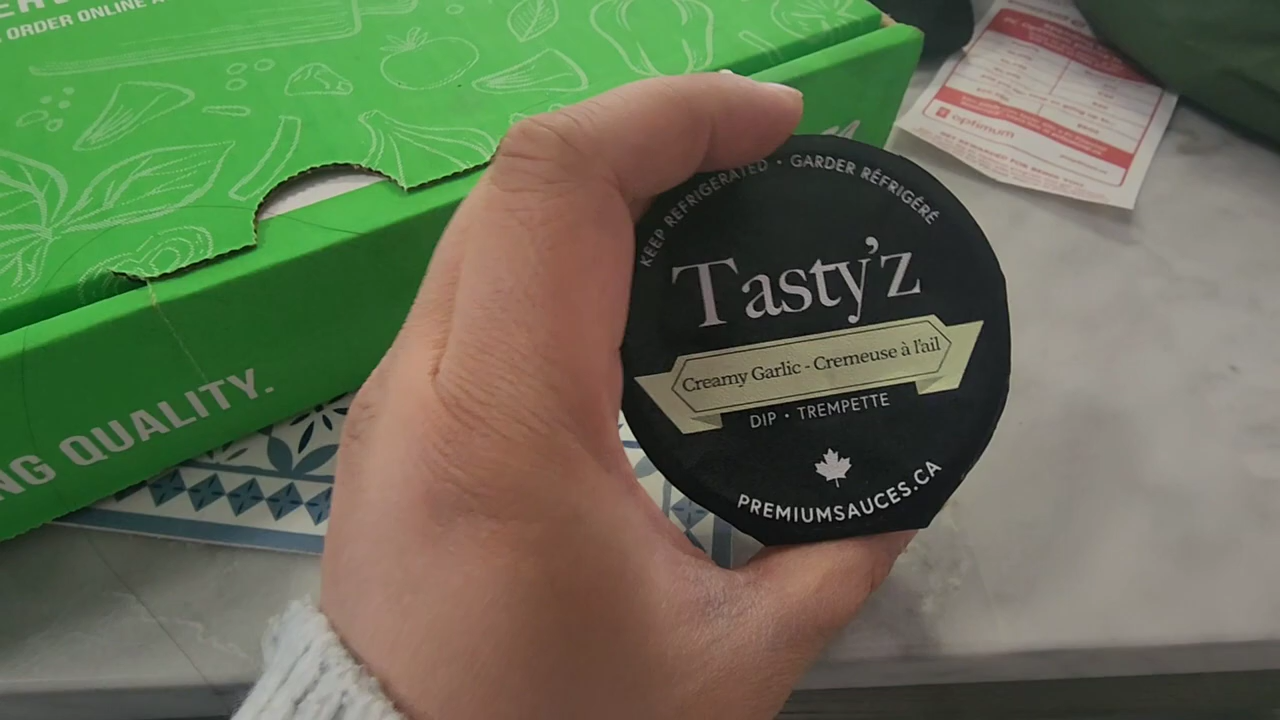 ORDER ONLINE
NG QUALITY.
KEEP REFRIGERATED · GARDER RÉFRIGÉRÉ
Tasty'z
Creamy Garlic - Cremeuse à l'ail
DIP · TREMPETTE
PREMIUMSAUCES.CA
optimum